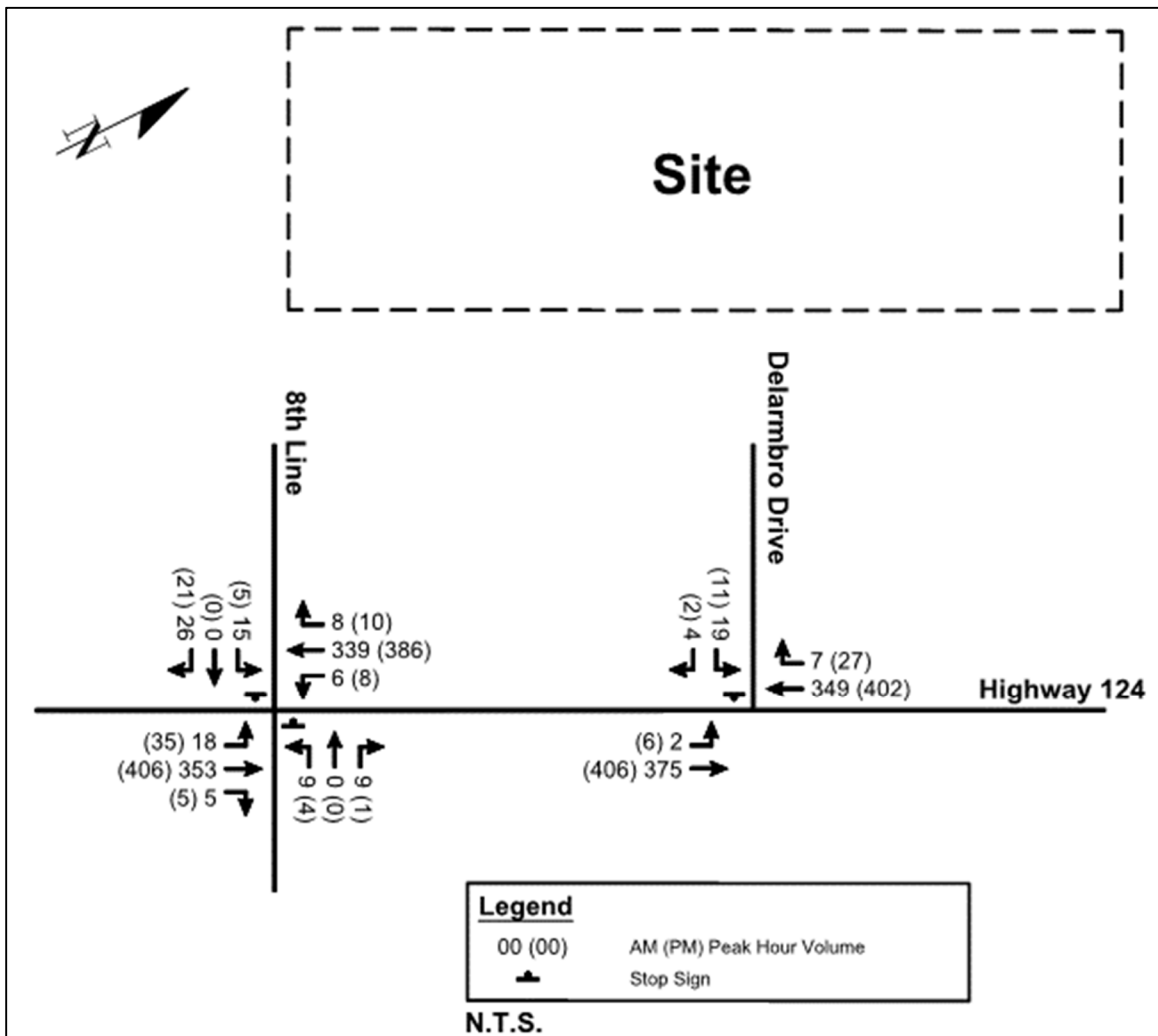 N
Site
8th Line
Delarmbro Drive
(21) 26
(0) 0
(5) 15
8 (10)
339 (386)
6 (8)
(2) 4
(11) 19
7 (27)
349 (402)
Highway 124
(35) 18
(406) 353
(5) 5
9 (4)
0 (0)
9 (1)
(6) 2
(406) 375
Legend
00 (00) AM (PM) Peak Hour Volume
Stop Sign
N.T.S.